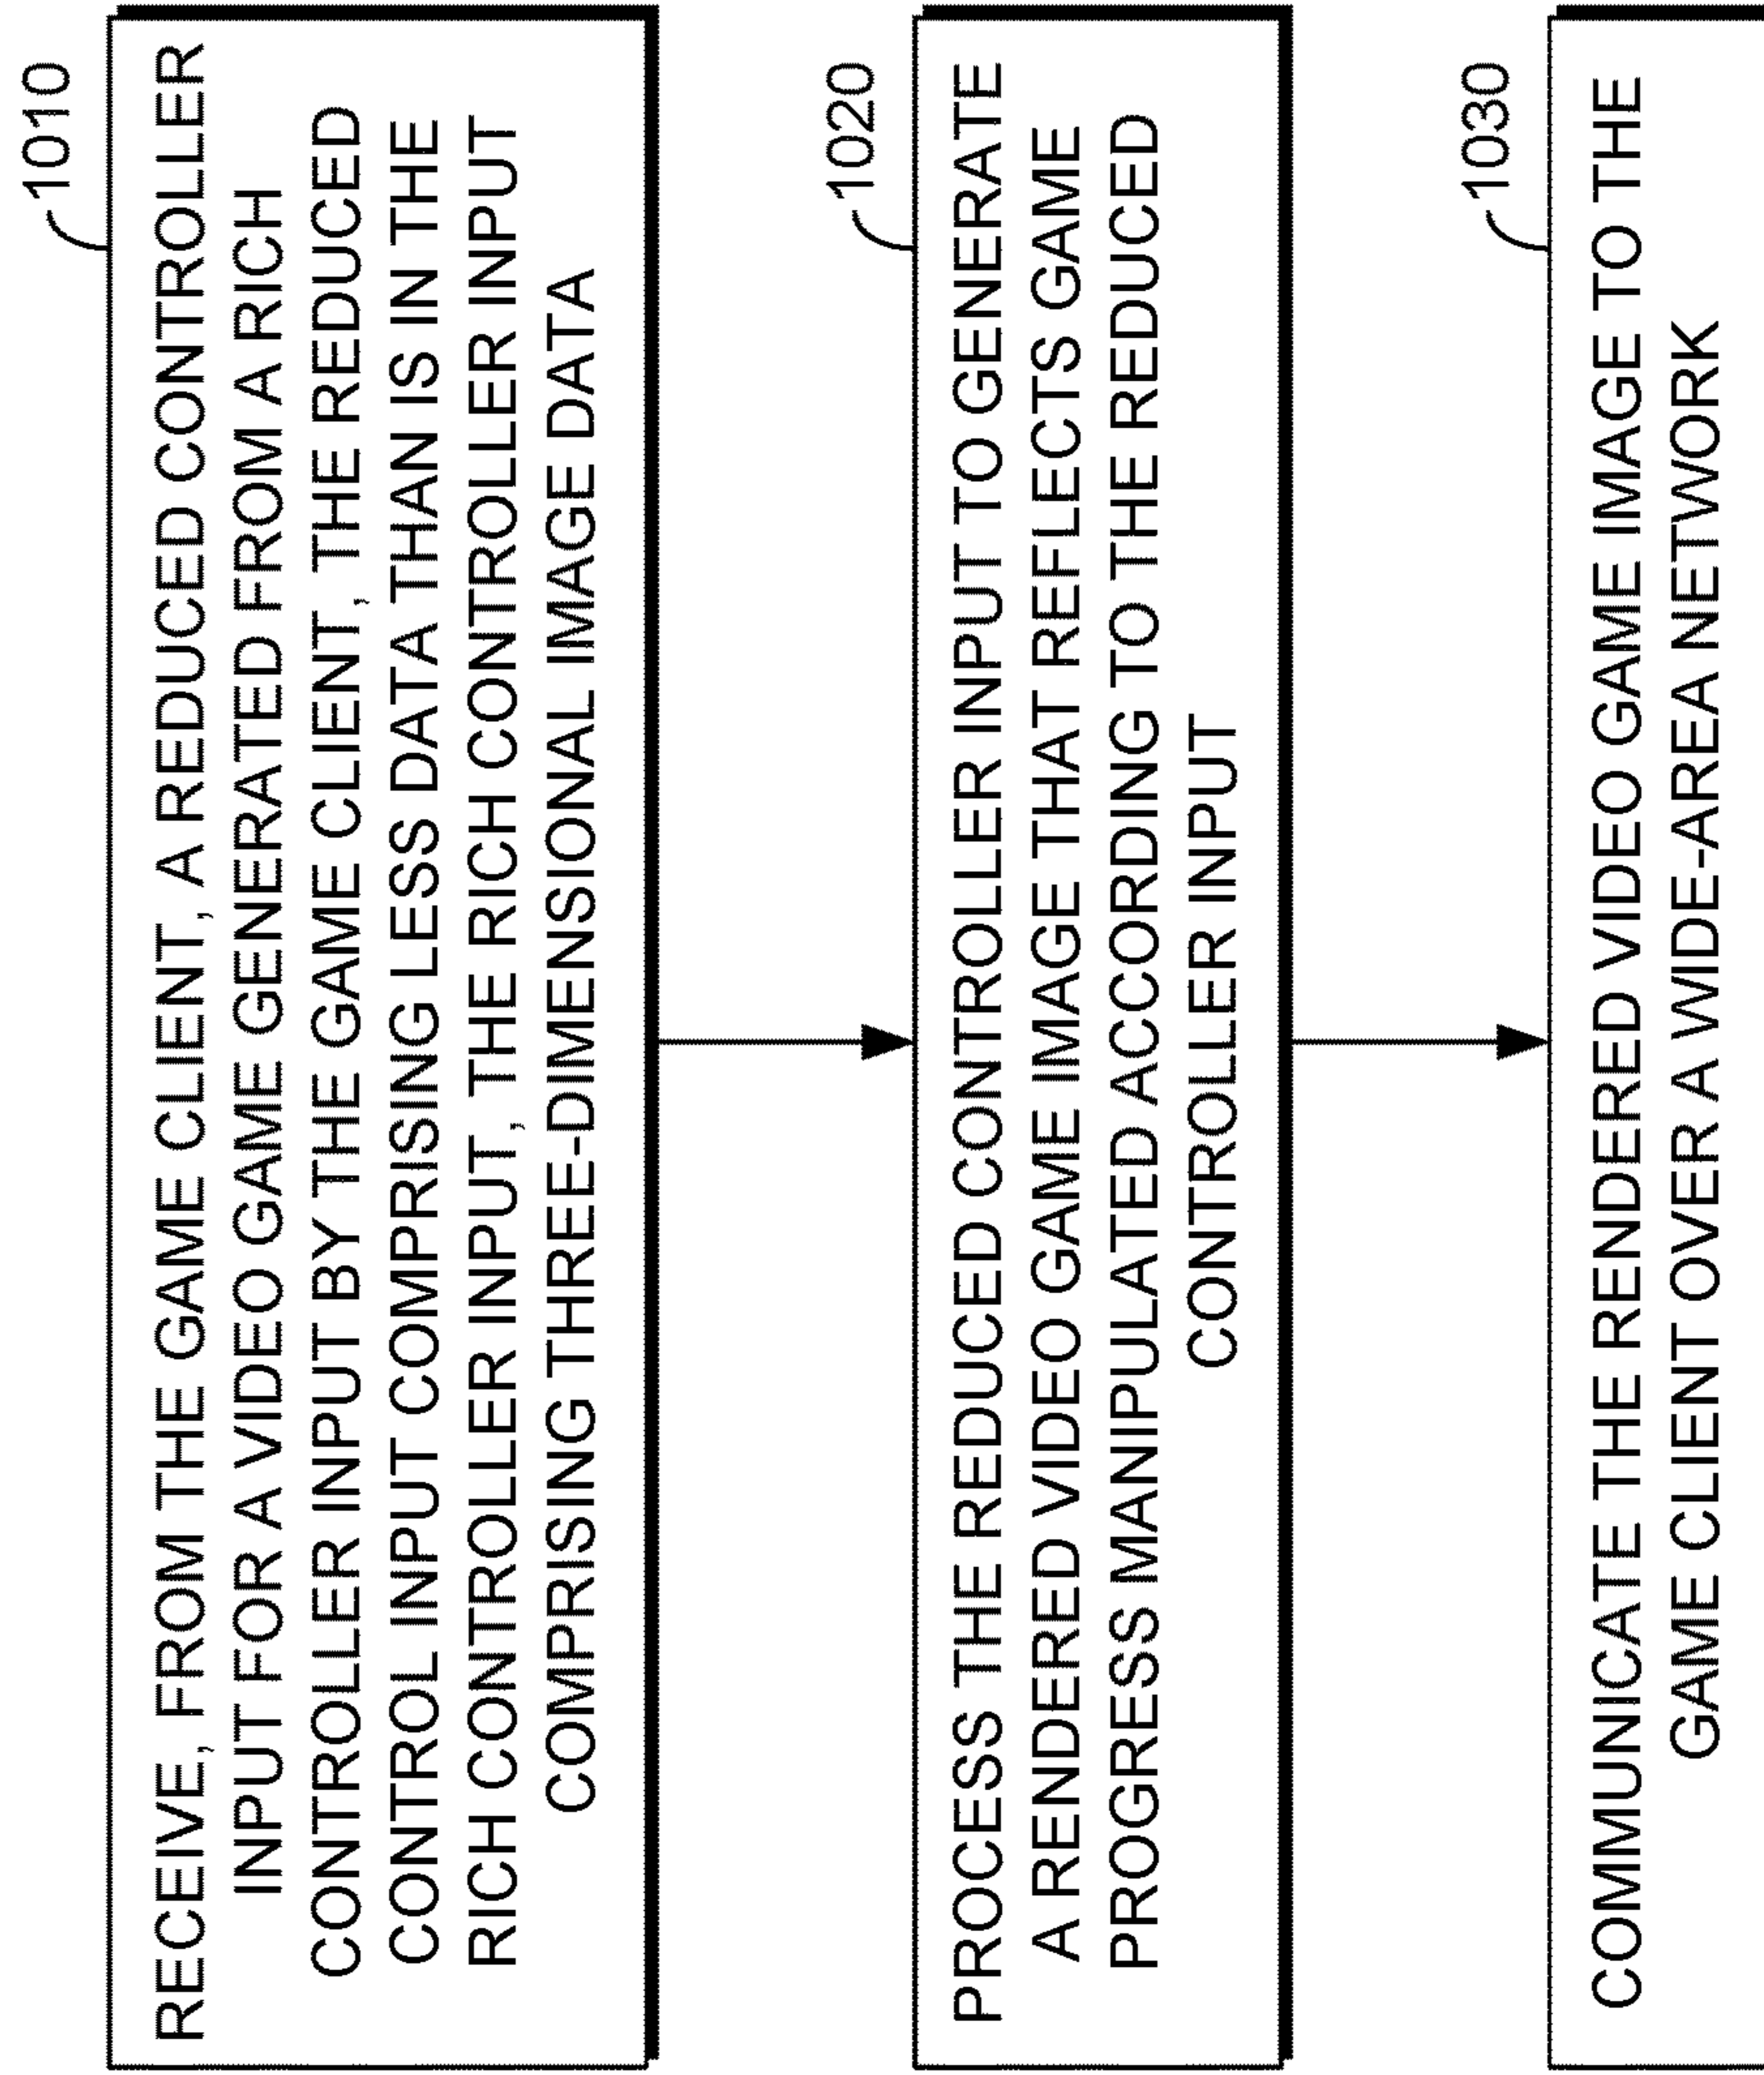 1010
RECEIVE, FROM THE GAME CLIENT, A REDUCED CONTROLLER
INPUT FOR A VIDEO GAME GENERATED FROM A RICH
CONTROLLER INPUT BY THE GAME CLIENT, THE REDUCED
CONTROL INPUT COMPRISING LESS DATA THAN IS IN THE
RICH CONTROLLER INPUT, THE RICH CONTROLLER INPUT
COMPRISING THREE-DIMENSIONAL IMAGE DATA
1020
PROCESS THE REDUCED CONTROLLER INPUT TO GENERATE
A RENDERED VIDEO GAME IMAGE THAT REFLECTS GAME
PROGRESS MANIPULATED ACCORDING TO THE REDUCED
CONTROLLER INPUT
1030
COMMUNICATE THE RENDERED VIDEO GAME IMAGE TO THE
GAME CLIENT OVER A WIDE-AREA NETWORK